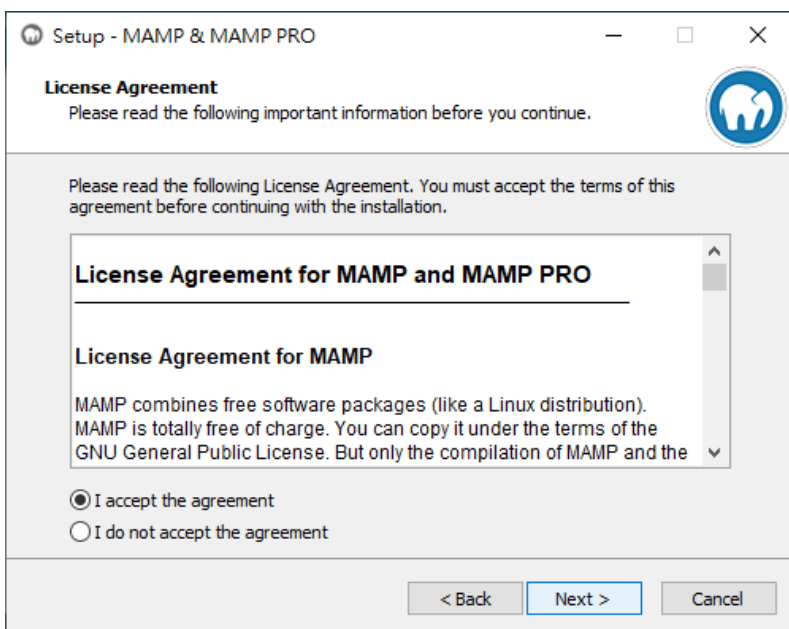 Setup - MAMP & MAMP PRO
License Agreement
Please read the following important information before you continue.
Please read the following License Agreement. You must accept the terms of this
agreement before continuing with the installation.
License Agreement for MAMP and MAMP PRO
License Agreement for MAMP
MAMP combines free software packages (like a Linux distribution).
MAMP is totally free of charge. You can copy it under the terms of the
GNU General Public License. But only the compilation of MAMP and the
I accept the agreement
I do not accept the agreement
< Back Next > Cancel